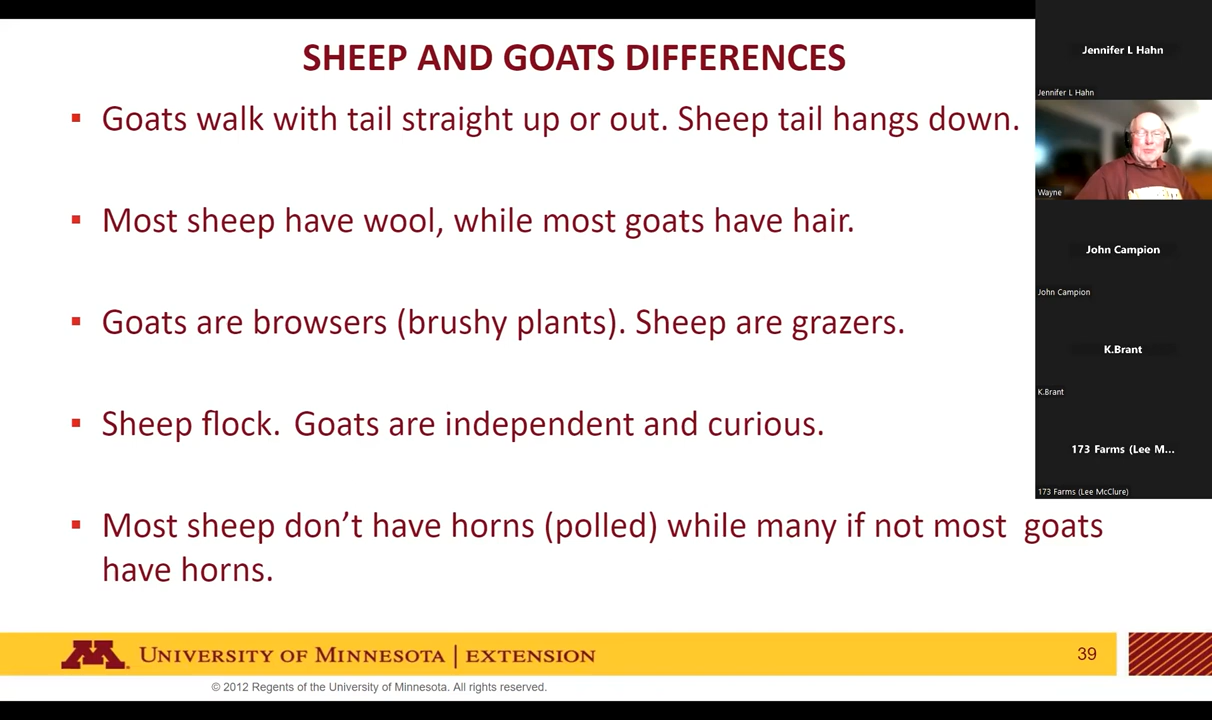 SHEEP AND GOATS DIFFERENCES
▪ Goats walk with tail straight up or out. Sheep tail hangs down.
▪ Most sheep have wool, while most goats have hair.
▪ Goats are browsers (brushy plants). Sheep are grazers.
▪ Sheep flock. Goats are independent and curious.
▪ Most sheep don’t have horns (polled) while many if not most goats
have horns.
M UNIVERSITY OF MINNESOTA | EXTENSION
39
© 2012 Regents of the University of Minnesota. All rights reserved.
Jennifer L Hahn
Jennifer L Hahn
Wayne
John Campion
John Campion
K.Brant
K.Brant
173 Farms (Lee M...
173 Farms (Lee McClure)